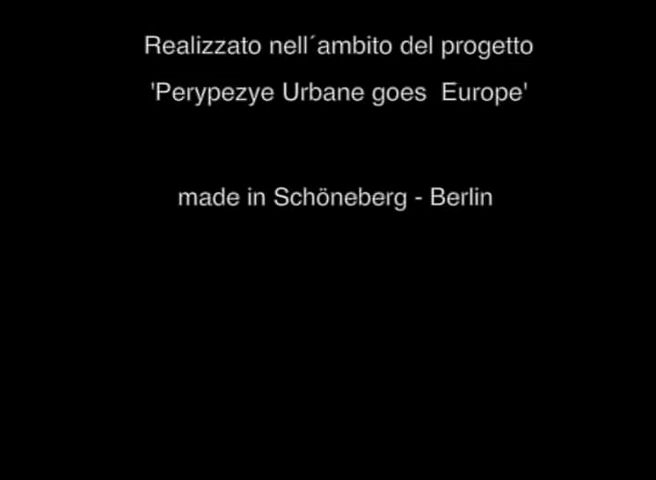 Realizzato nell´ambito del progetto
'Perypezye Urbane goes  Europe'
made in Schöneberg - Berlin